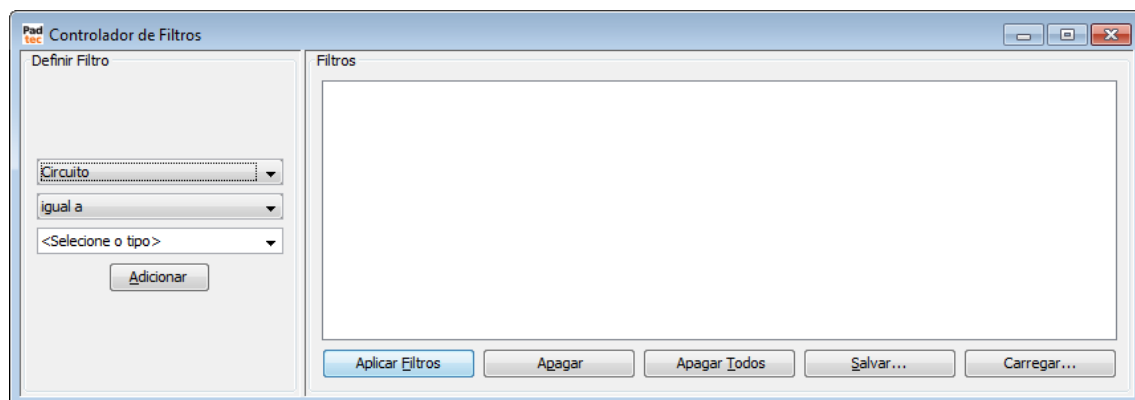 Pad
tec
Controlador de Filtros
Definir Filtro
Circuito
igual a
<Selecione o tipo>
Adicionar
Filtros
Aplicar Filtros
Apagar
Apagar Todos
Salvar...
Carregar...